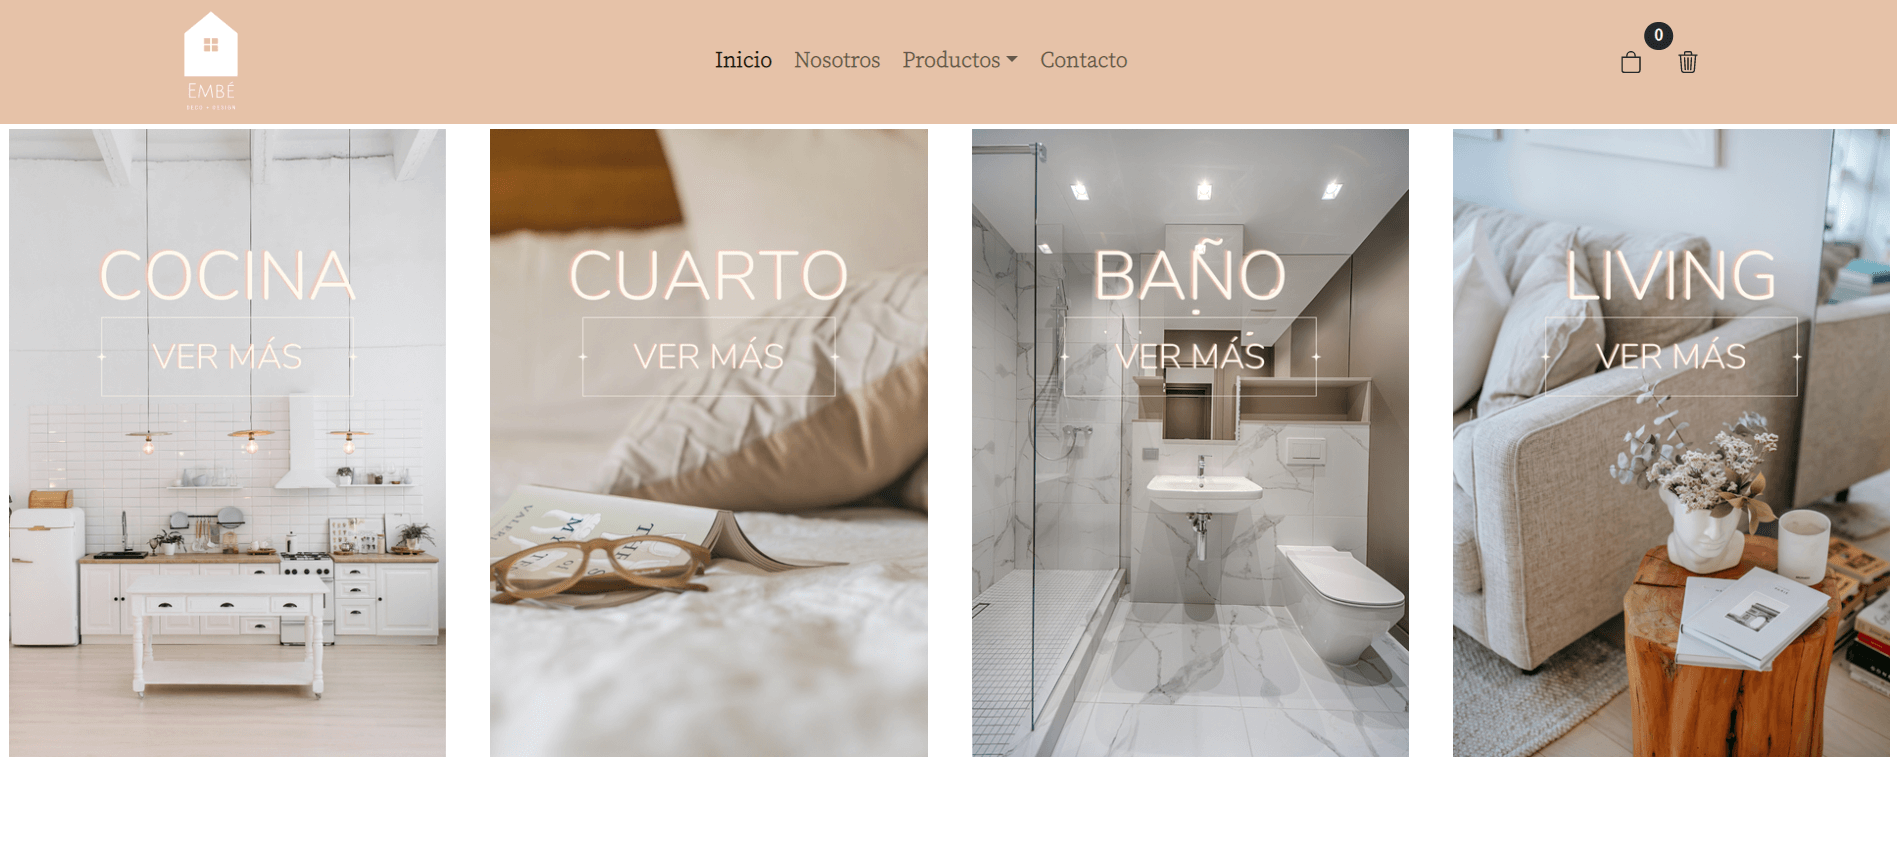 EMBÉ
DECO + DESIGN
Inicio Nosotros Productos Contacto
0
COCINA
VER MÁS
CUARTO
VER MÁS
BAÑO
VER MÁS
LIVING
VER MÁS